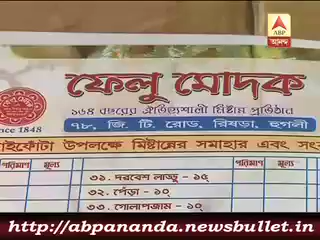 abp
আনন্দ
ফেলু মোদক
১৬৪ বছরের ঐতিহ্যশালী মিষ্টান্ন প্রতিষ্ঠান
since 1848
৭৮, জি. টি. রোড, রিষড়া, হুগলী
াইফোঁটা উপলক্ষে মিষ্টান্নের সমাহার এবং সং
পরিমাণ মূল্য পরিমাণ মূল্য
৩১. দরবেশ লাড্ডু - ১৫
৩২. পেঁড়া - ১০
৩৩. গোলাপজাম - ১০
http://abpananda.newsbullet.in